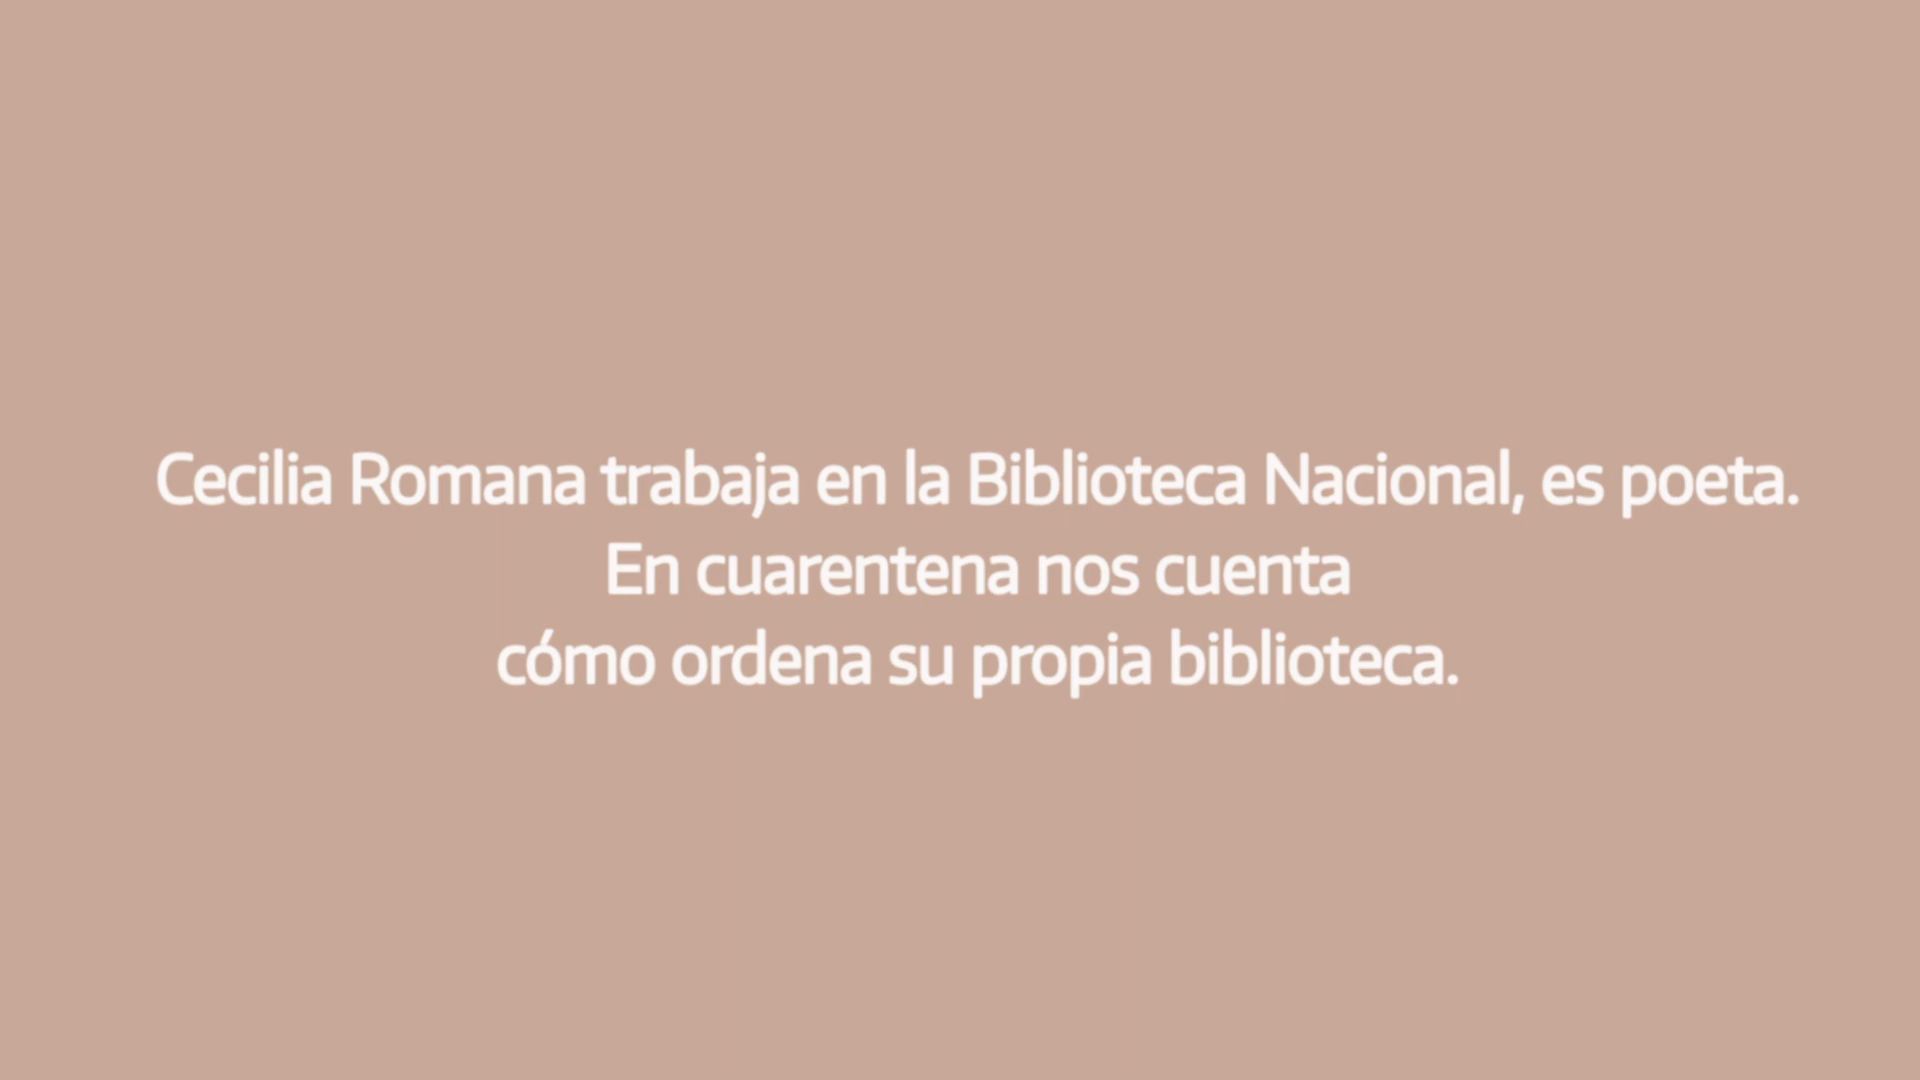 Cecilia Romana trabaja en la Biblioteca Nacional, es poeta.
En cuarentena nos cuenta
cómo ordena su propia biblioteca.